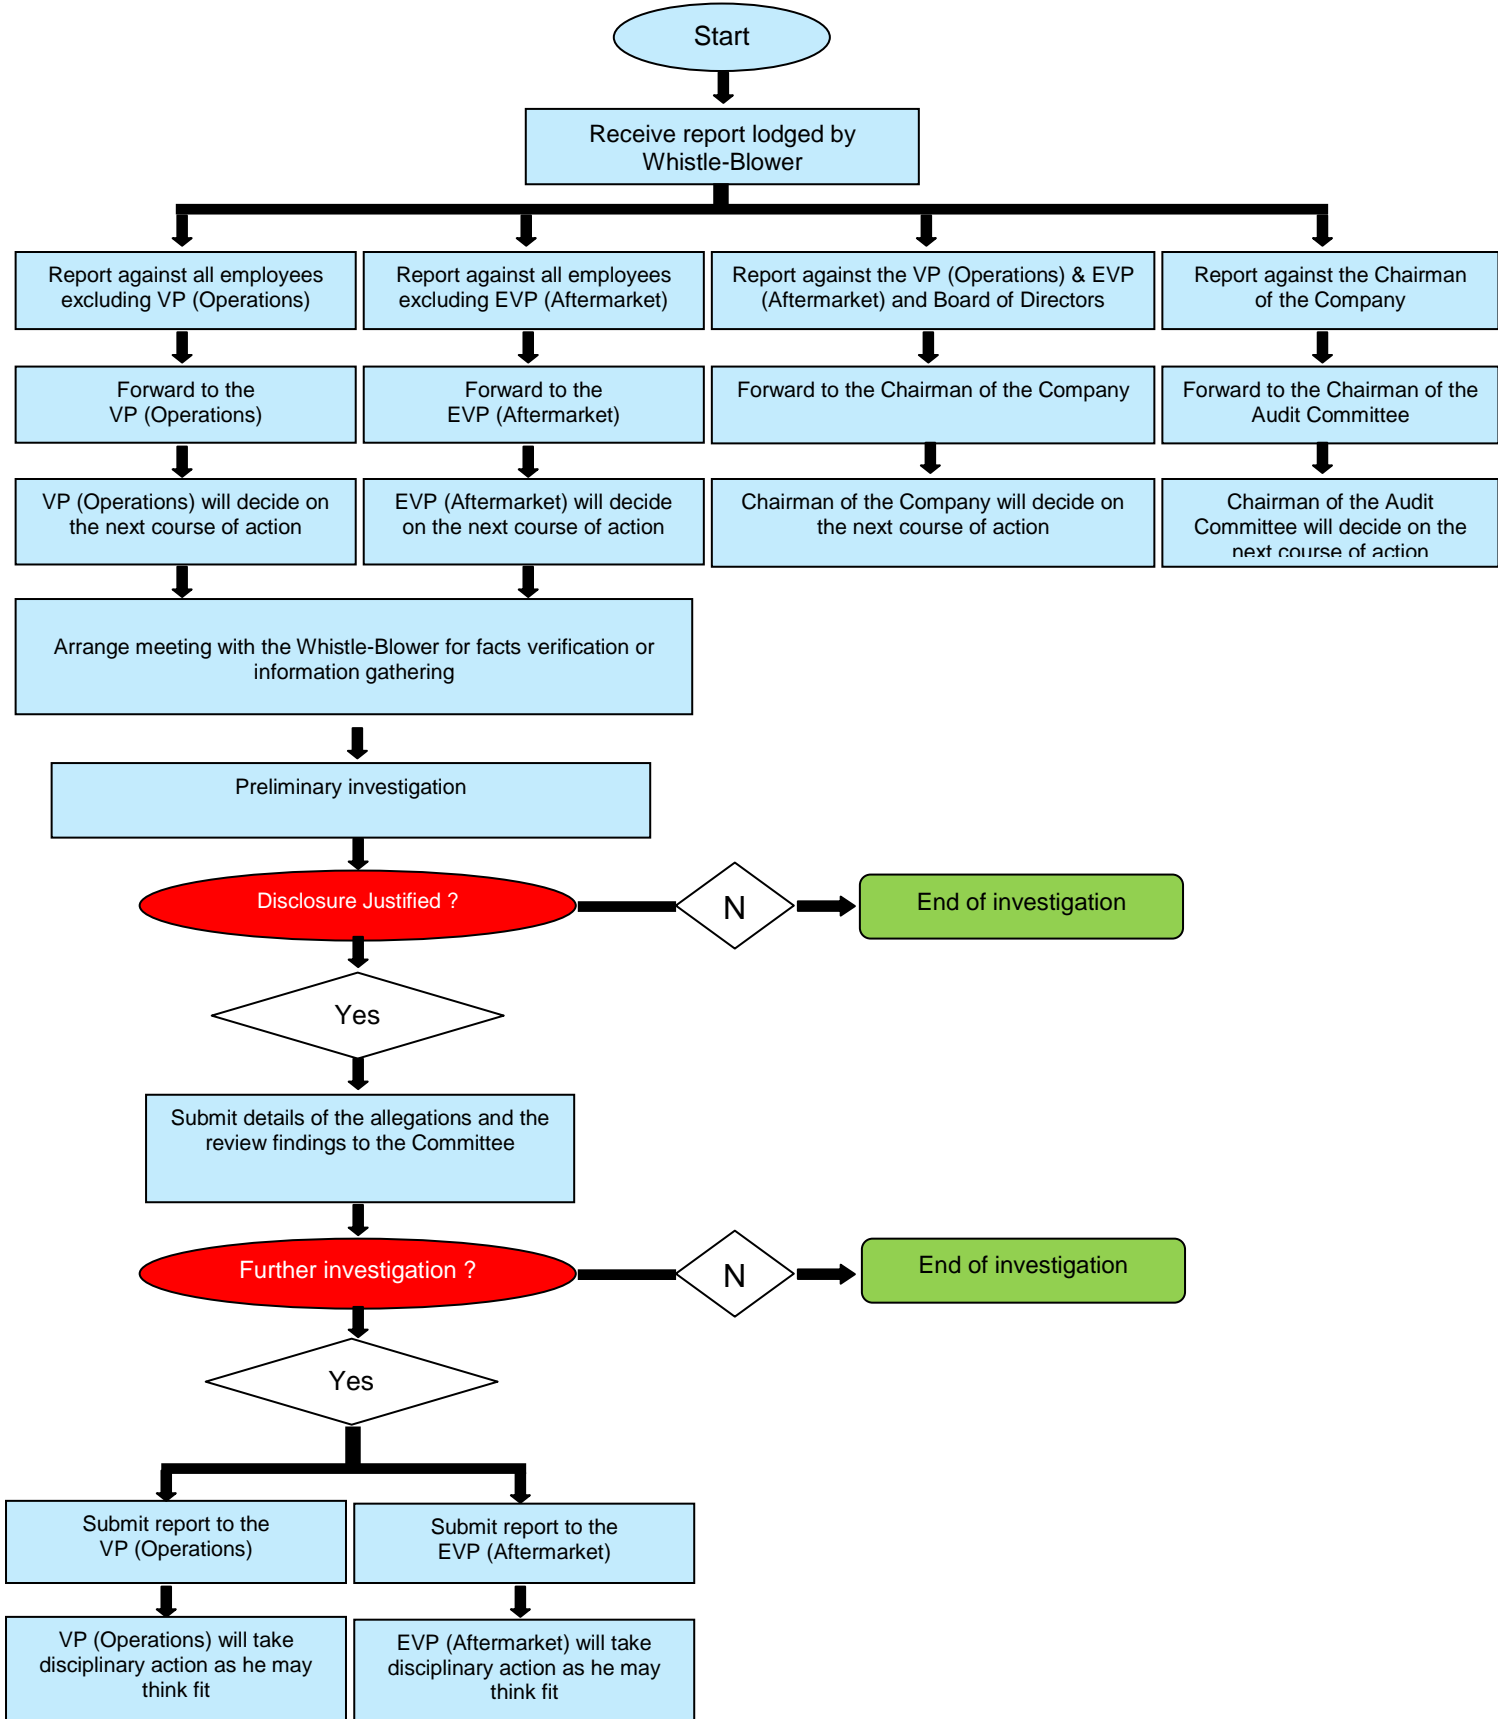 Start
Receive report lodged by
Whistle-Blower
Report against all employees
excluding VP (Operations)
Report against all employees
excluding EVP (Aftermarket)
Report against the VP (Operations) & EVP
(Aftermarket) and Board of Directors
Report against the Chairman
of the Company
Forward to the
VP (Operations)
Forward to the
EVP (Aftermarket)
Forward to the Chairman of the Company
Forward to the Chairman of the
Audit Committee
VP (Operations) will decide on
the next course of action
EVP (Aftermarket) will decide
on the next course of action
Chairman of the Company will decide on
the next course of action
Chairman of the Audit
Committee will decide on the
next course of action
Arrange meeting with the Whistle-Blower for facts verification or
information gathering
Preliminary investigation
Disclosure Justified ?
N
End of investigation
Yes
Submit details of the allegations and the
review findings to the Committee
Further investigation ?
N
End of investigation
Yes
Submit report to the
VP (Operations)
Submit report to the
EVP (Aftermarket)
VP (Operations) will take
disciplinary action as he may
think fit
EVP (Aftermarket) will take
disciplinary action as he may
think fit